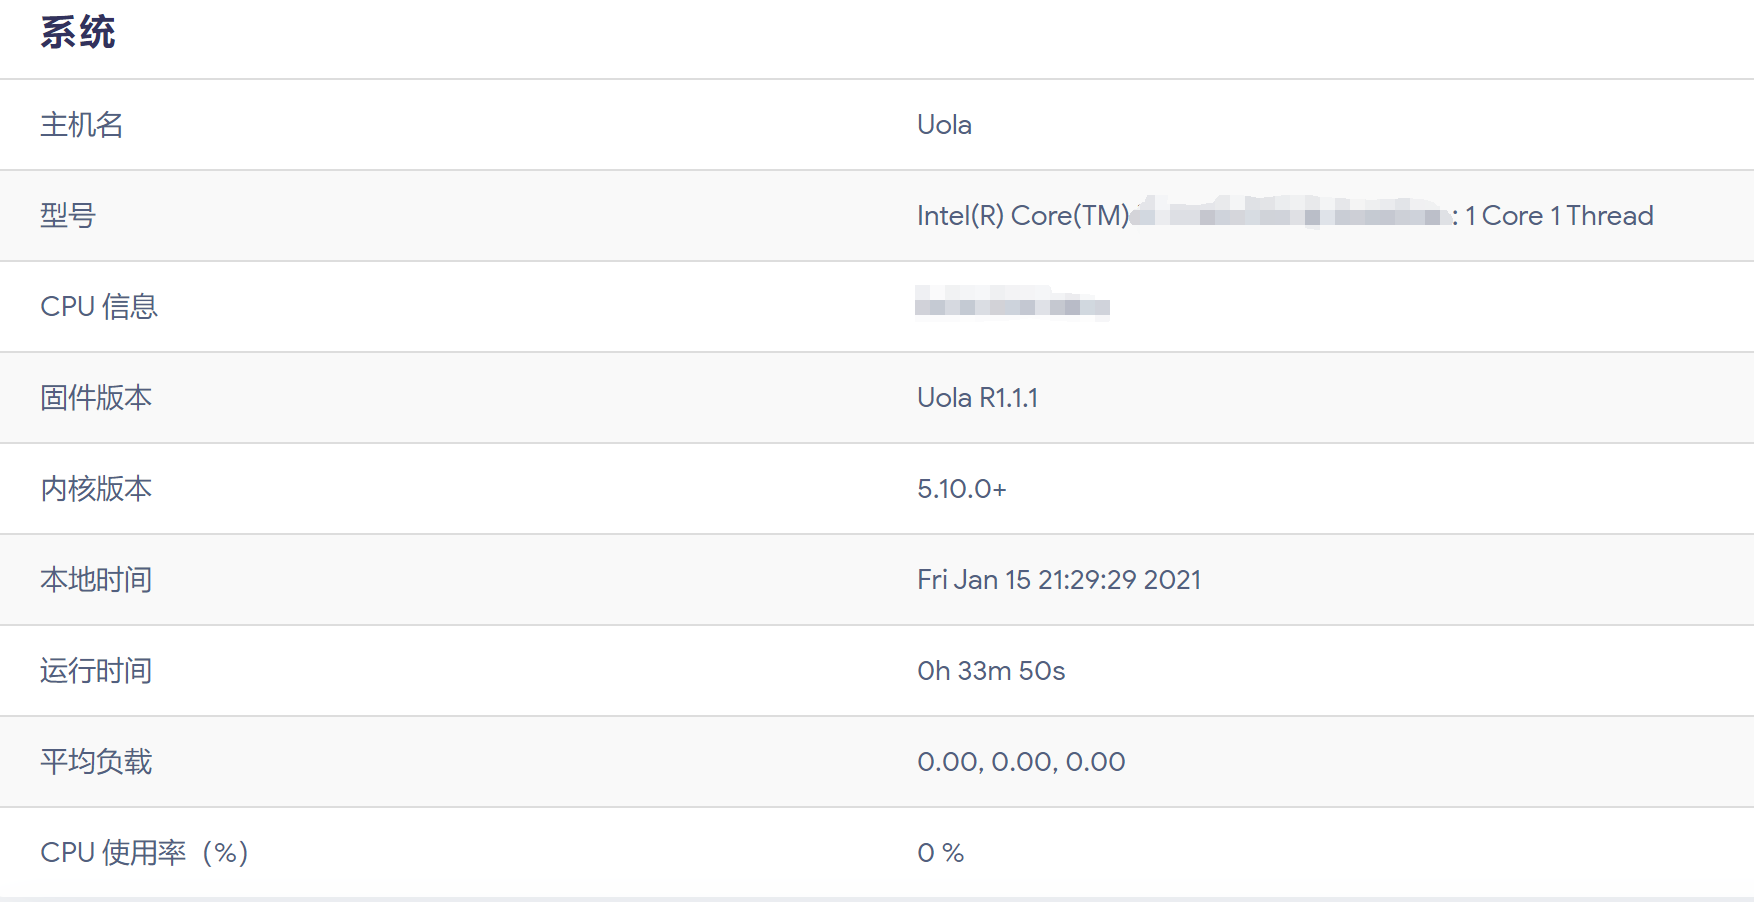 系统
主机名 Uola
型号 Intel(R) Core(TM) : 1 Core 1 Thread
CPU 信息
固件版本 Uola R1.1.1
内核版本 5.10.0+
本地时间 Fri Jan 15 21:29:29 2021
运行时间 0h 33m 50s
平均负载 0.00, 0.00, 0.00
CPU 使用率（%） 0 %